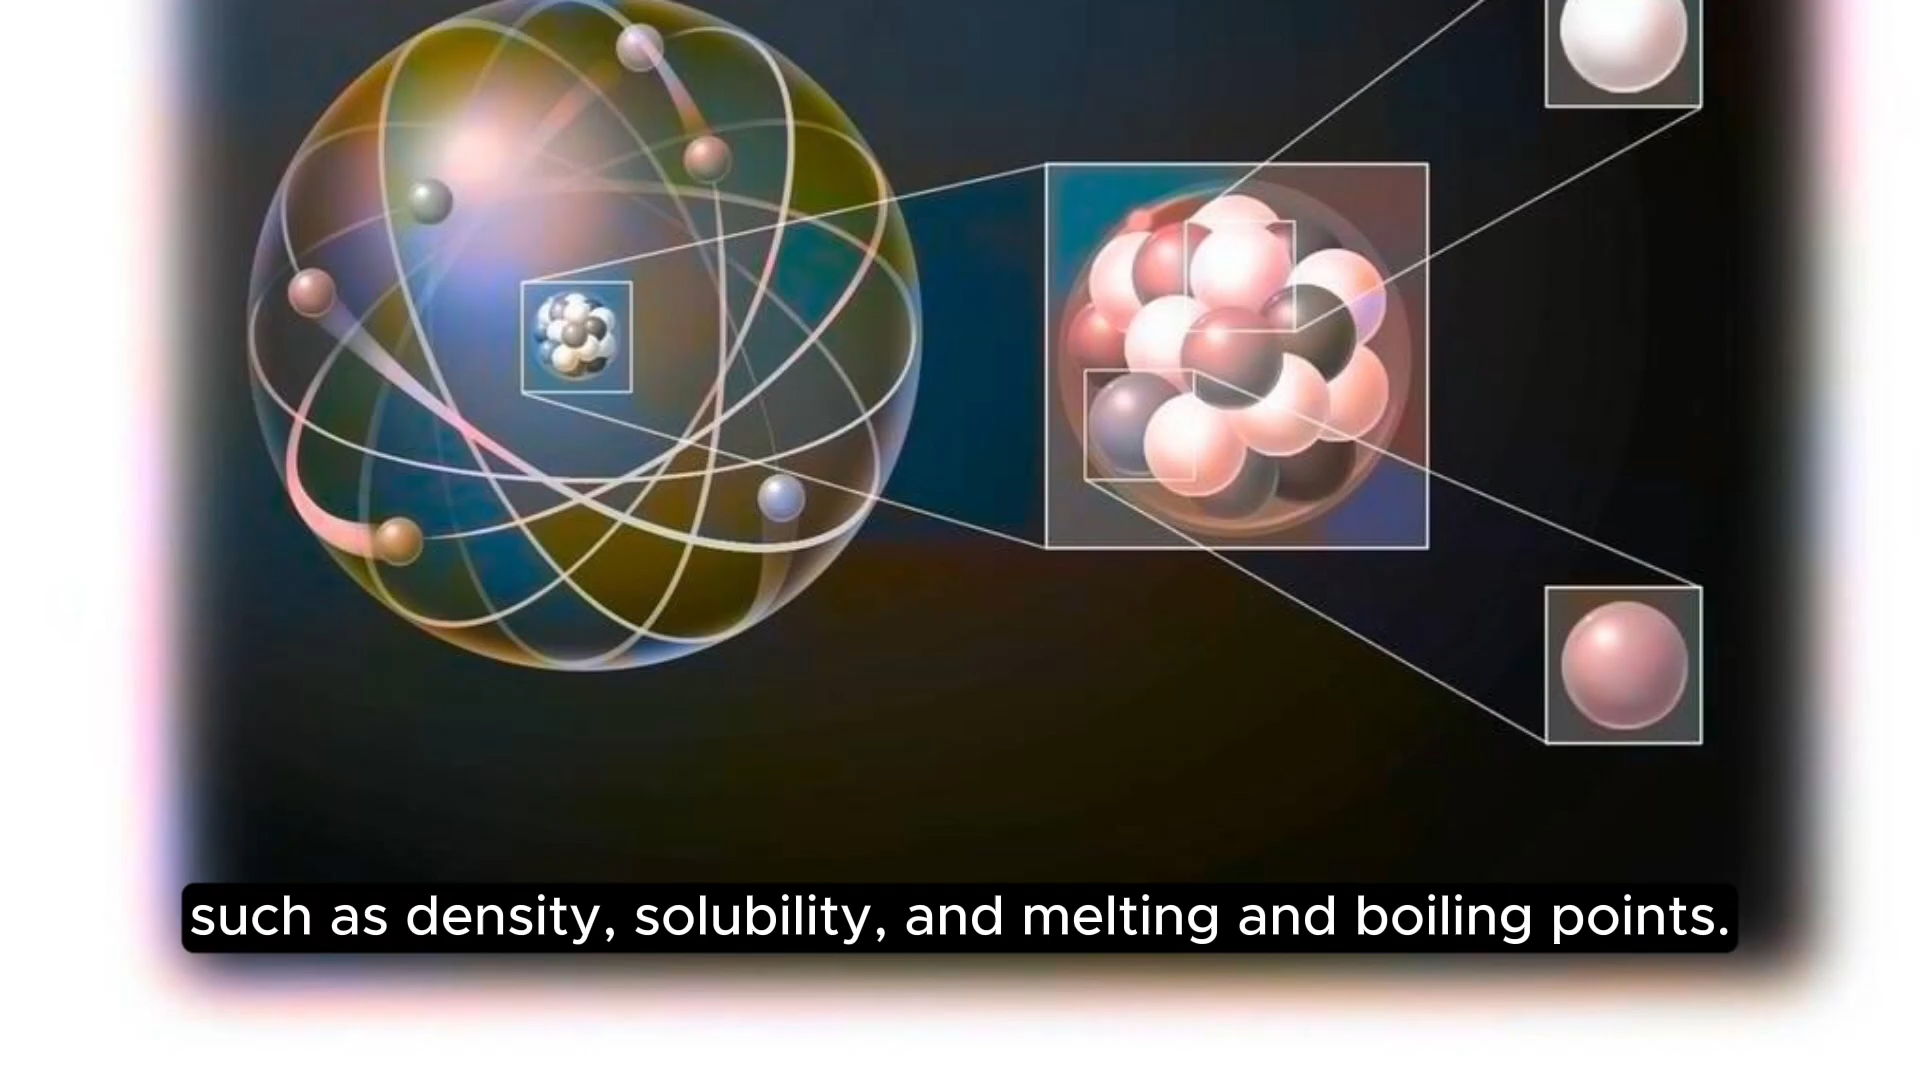 such as density, solubility, and melting and boiling points.